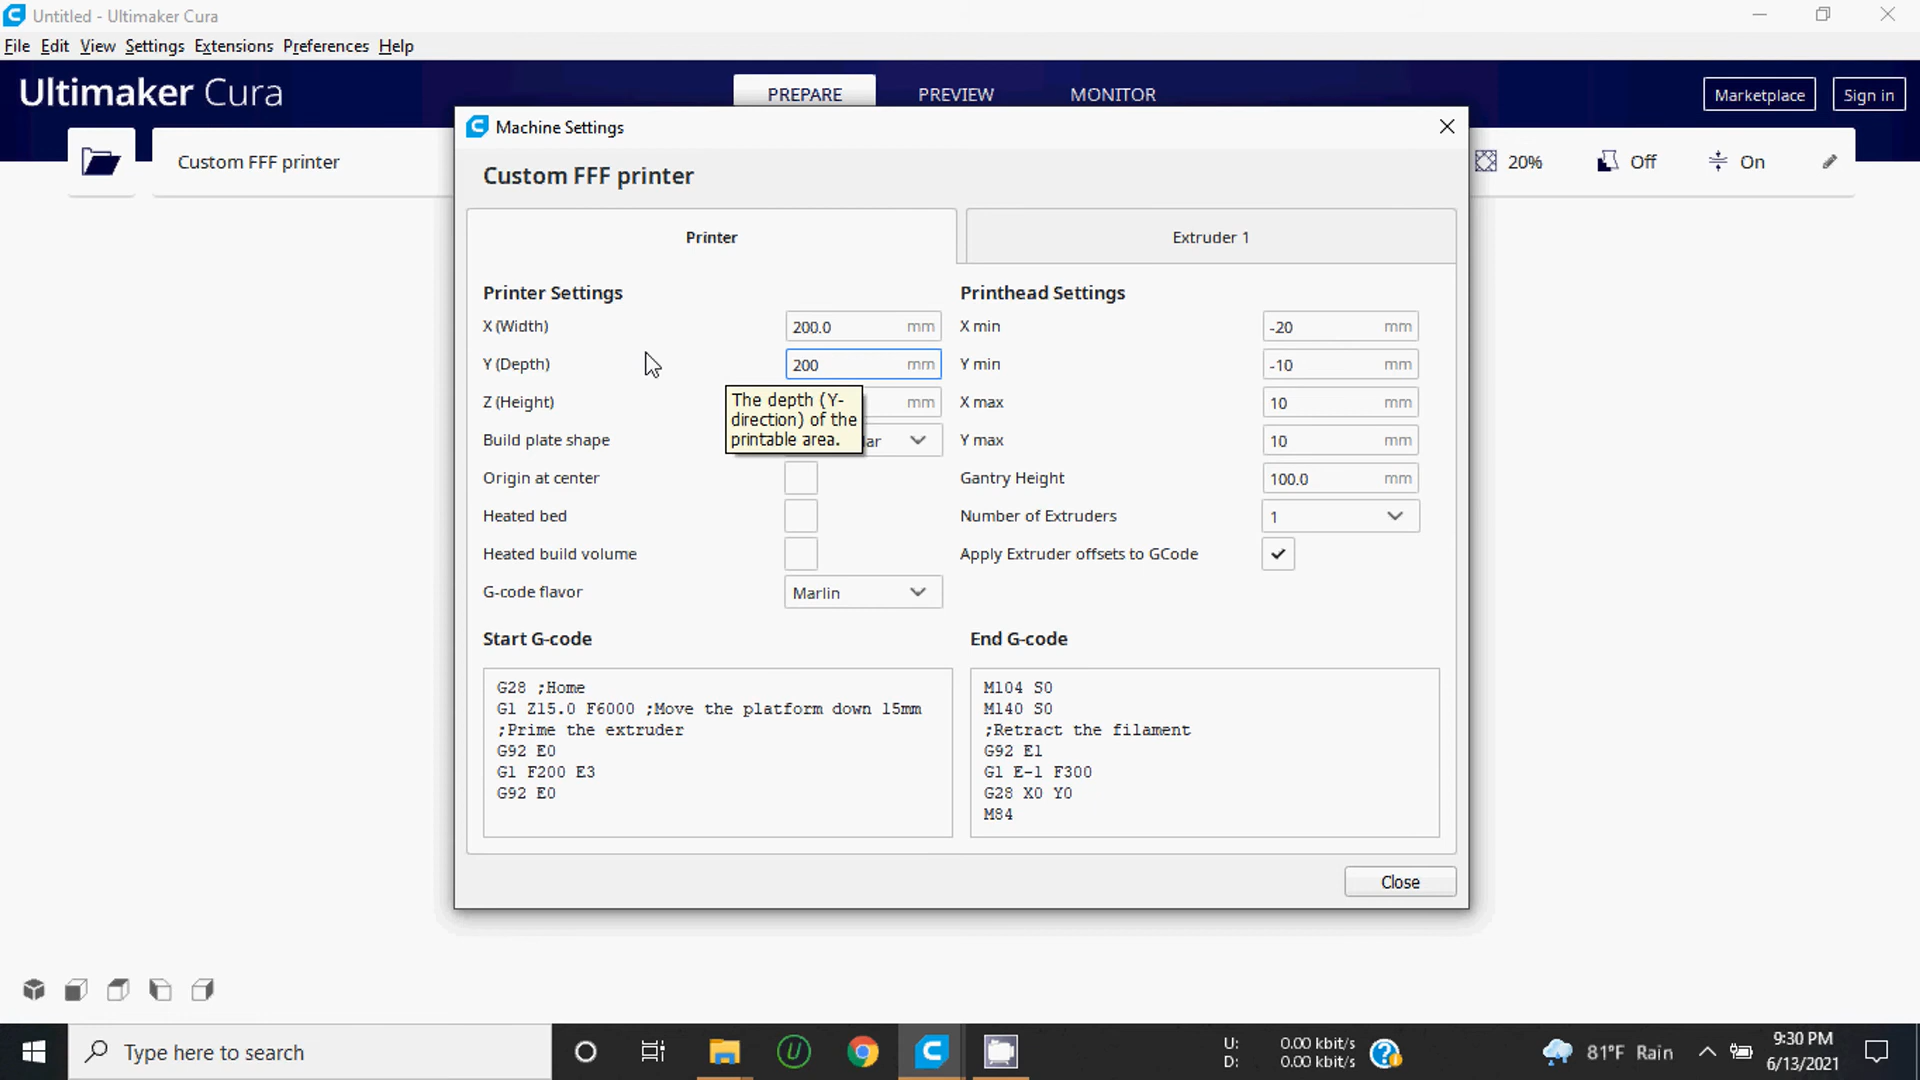 Untitled - Ultimaker Cura
File Edit View Settings Extensions Preferences Help
Ultimaker Cura
PREPARE PREVIEW MONITOR
Marketplace Sign in
Custom FFF printer
20% Off On
Machine Settings
Custom FFF printer
Printer Extruder 1
Printer Settings
X (Width) 200.0 mm
Y (Depth) 200 mm
Z (Height) mm
The depth (Y-
direction) of the
printable area.
Build plate shape
Origin at center
Heated bed
Heated build volume
G-code flavor Marlin
Printhead Settings
X min -20 mm
Y min -10 mm
X max 10 mm
Y max 10 mm
Gantry Height 100.0 mm
Number of Extruders 1
Apply Extruder offsets to GCode
Start G-code
G28 ;Home
G1 Z15.0 F6000 ;Move the platform down 15mm
;Prime the extruder
G92 E0
G1 F200 E3
G92 E0
End G-code
M104 S0
M140 S0
;Retract the filament
G92 E1
G1 E-1 F300
G28 X0 Y0
M84
Close
Type here to search
U: 0.00 kbit/s
D: 0.00 kbit/s
81°F Rain
9:30 PM
6/13/2021